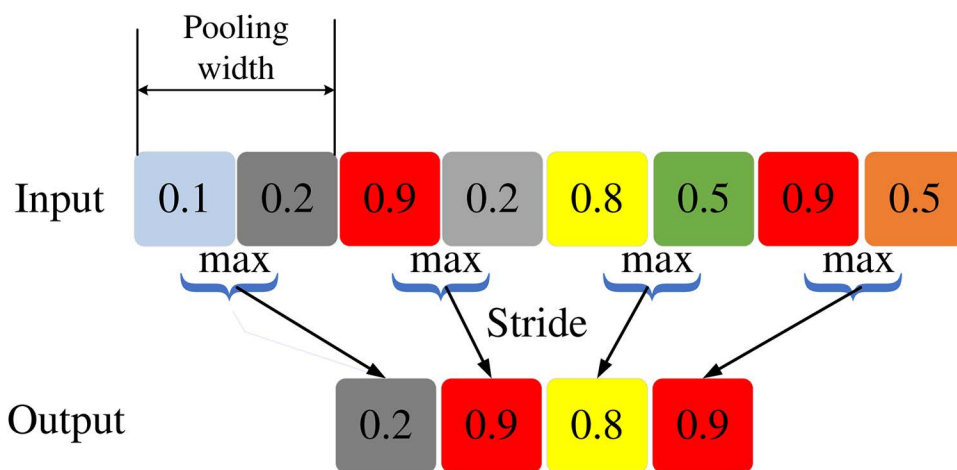 Pooling
width
Input 0.1 0.2 0.9 0.2 0.8 0.5 0.9 0.5
max max max max
Stride
Output 0.2 0.9 0.8 0.9